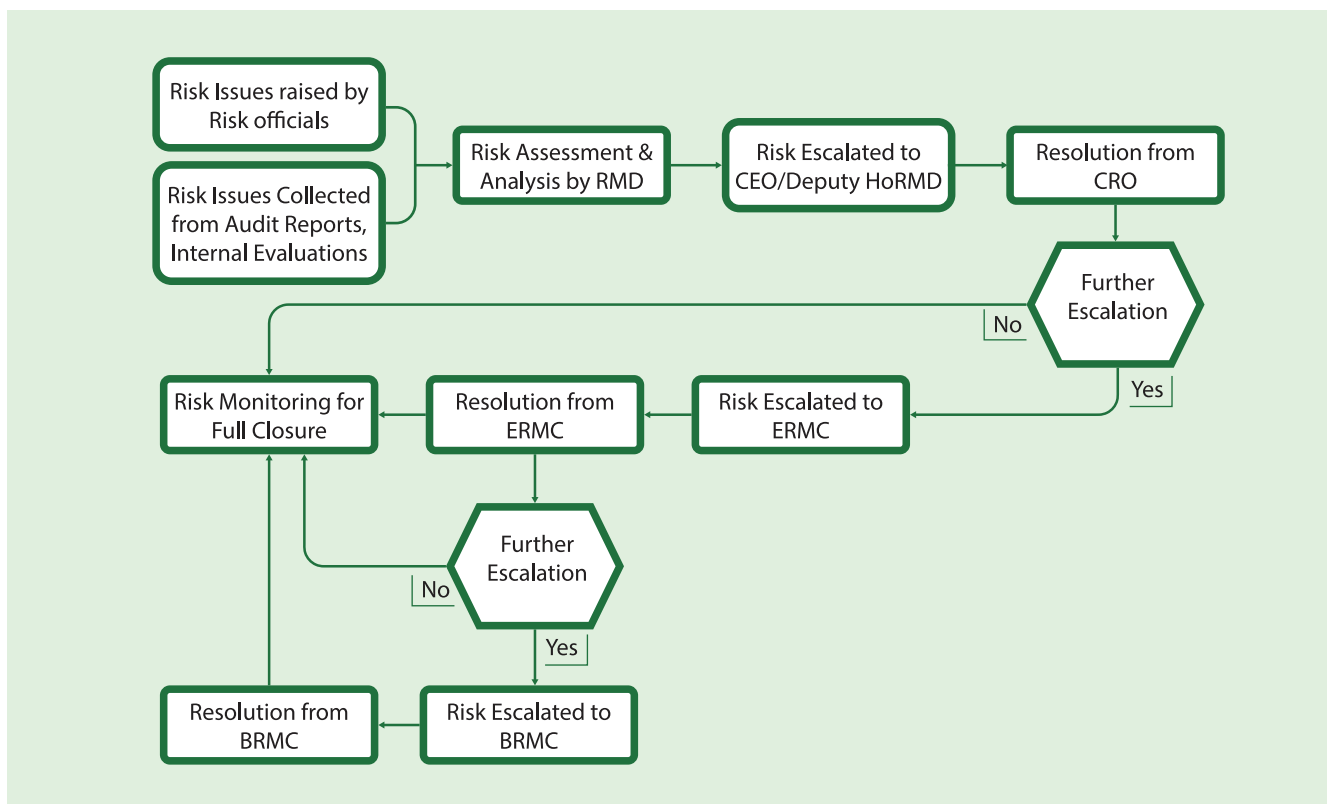 Risk Issues raised by
Risk officials
Risk Issues Collected
from Audit Reports,
Internal Evaluations
Risk Assessment &
Analysis by RMD
Risk Escalated to
CEO/Deputy HoRMD
Resolution from
CRO
Further
Escalation
No
Yes
Risk Escalated to
ERMC
Resolution from
ERMC
Risk Monitoring for
Full Closure
Further
Escalation
No
Yes
Risk Escalated to
BRMC
Resolution from
BRMC